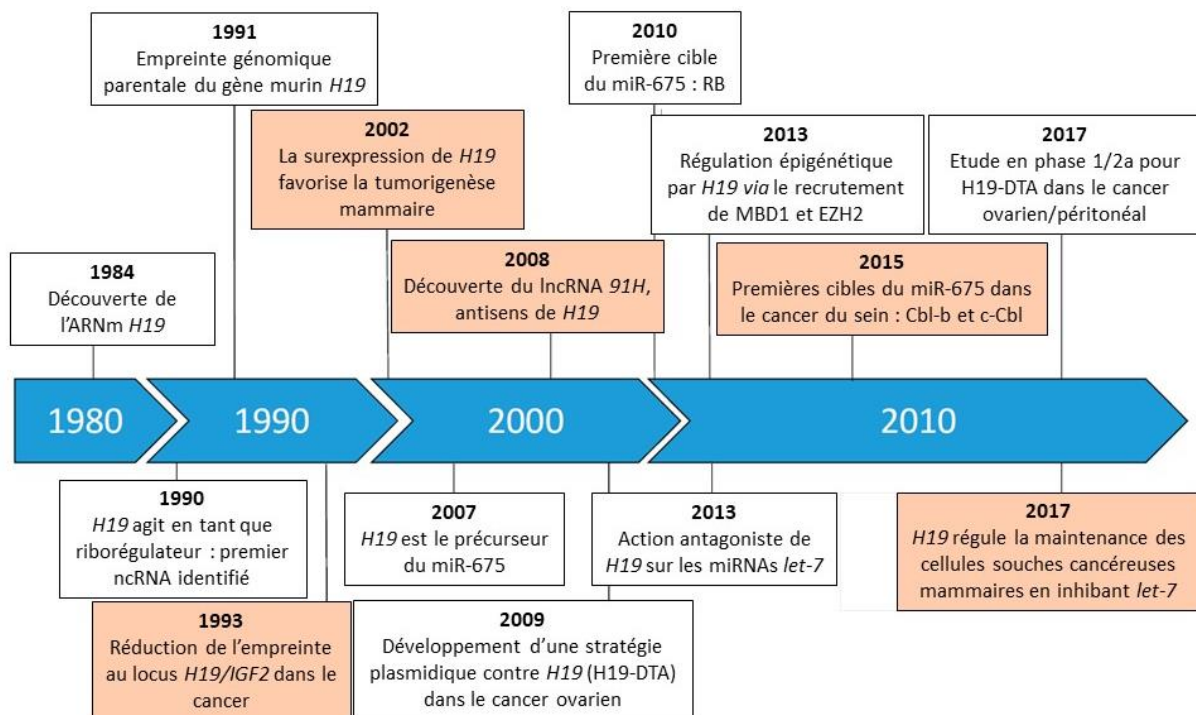 1991
Empreinte génomique
parentale du gène murin H19
2010
Première cible
du miR-675 : RB
2002
La surexpression de H19
favorise la tumorigenèse
mammaire
2013
Régulation épigénétique
par H19 via le recrutement
de MBD1 et EZH2
2017
Etude en phase 1/2a pour
H19-DTA dans le cancer
ovarien/péritonéal
1984
Découverte de
l'ARNm H19
2008
Découverte du lncRNA 91H,
antisens de H19
2015
Premières cibles du miR-675 dans
le cancer du sein : Cbl-b et c-Cbl
1980
1990
2000
2010
1990
H19 agit en tant que
riborégulateur : premier
ncRNA identifié
2007
H19 est le précurseur
du miR-675
2013
Action antagoniste de
H19 sur les miRNAs let-7
2017
H19 régule la maintenance des
cellules souches cancéreuses
mammaires en inhibant let-7
1993
Réduction de l'empreinte
au locus H19/IGF2 dans le
cancer
2009
Développement d'une stratégie
plasmidique contre H19 (H19-DTA)
dans le cancer ovarien